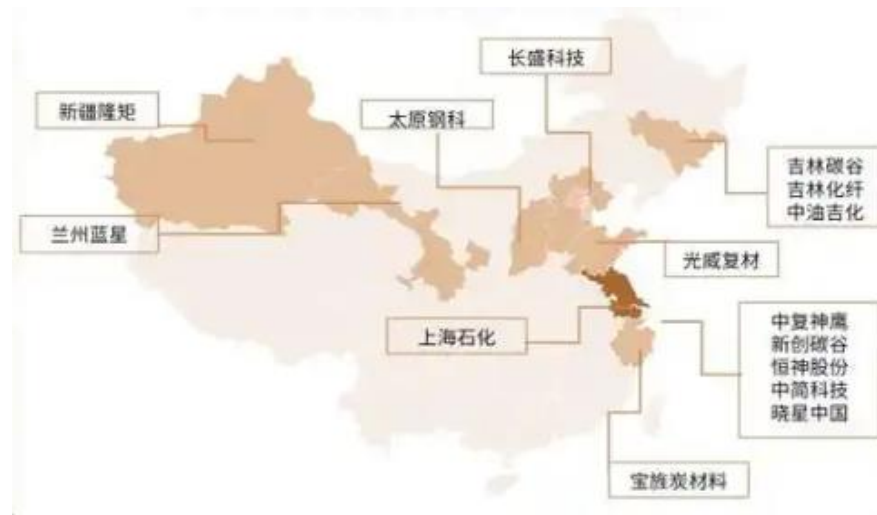 长盛科技
新疆隆矩
太原钢科
吉林碳谷
吉林化纤
中油吉化
兰州蓝星
光威复材
上海石化
中复神鹰
新创碳谷
恒神股份
中简科技
晓星中国
宝旌炭材料